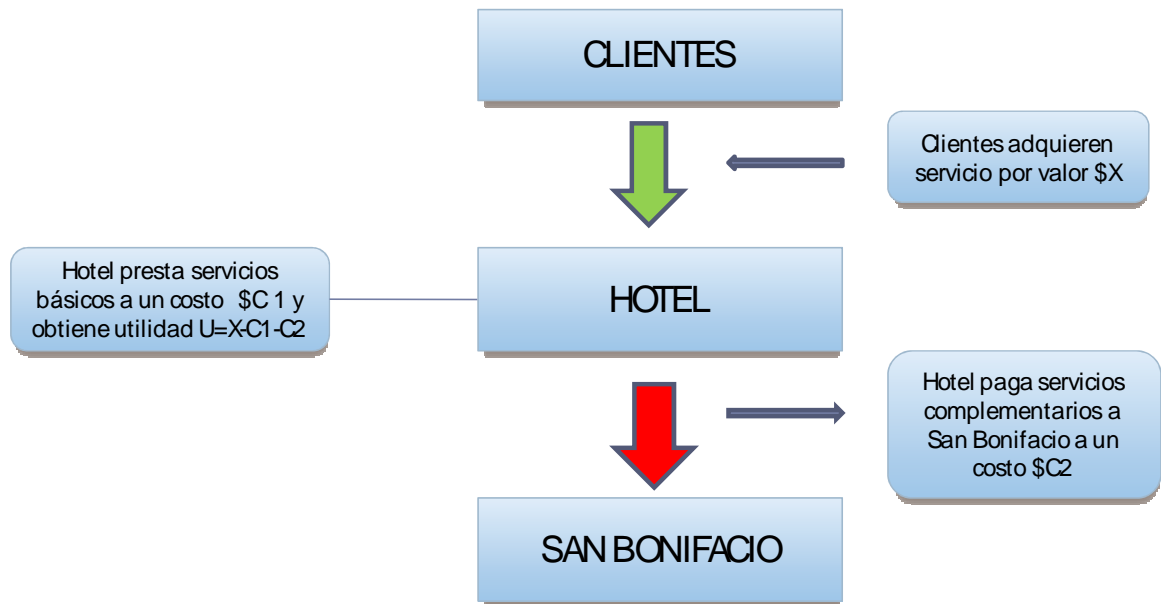 CLIENTES
Clientes adquieren
servicio por valor $X
Hotel presta servicios
básicos a un costo $C 1 y
obtiene utilidad U=X-C1-C2
HOTEL
Hotel paga servicios
complementarios a
San Bonifacio a un
costo $C2
SAN BONIFACIO